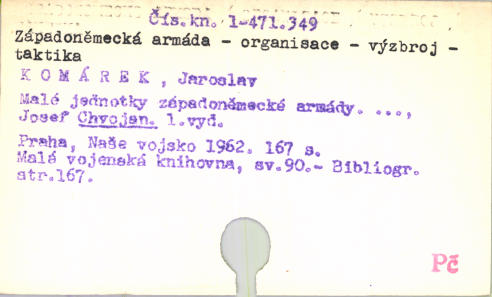 Čís.kn. 1-471.349
Západoněmecká armáda - organisace - výzbroj -
taktika
K O M Á R E K , Jaroslav
Malé jednotky západoněmecké armády. ...,
Josef Chvojan. 1.vyd.
Praha, Naše vojsko 1962. 167 s.
Malá vojenská knihovna, sv.90.- Bibliogr.
str.167.
Pč